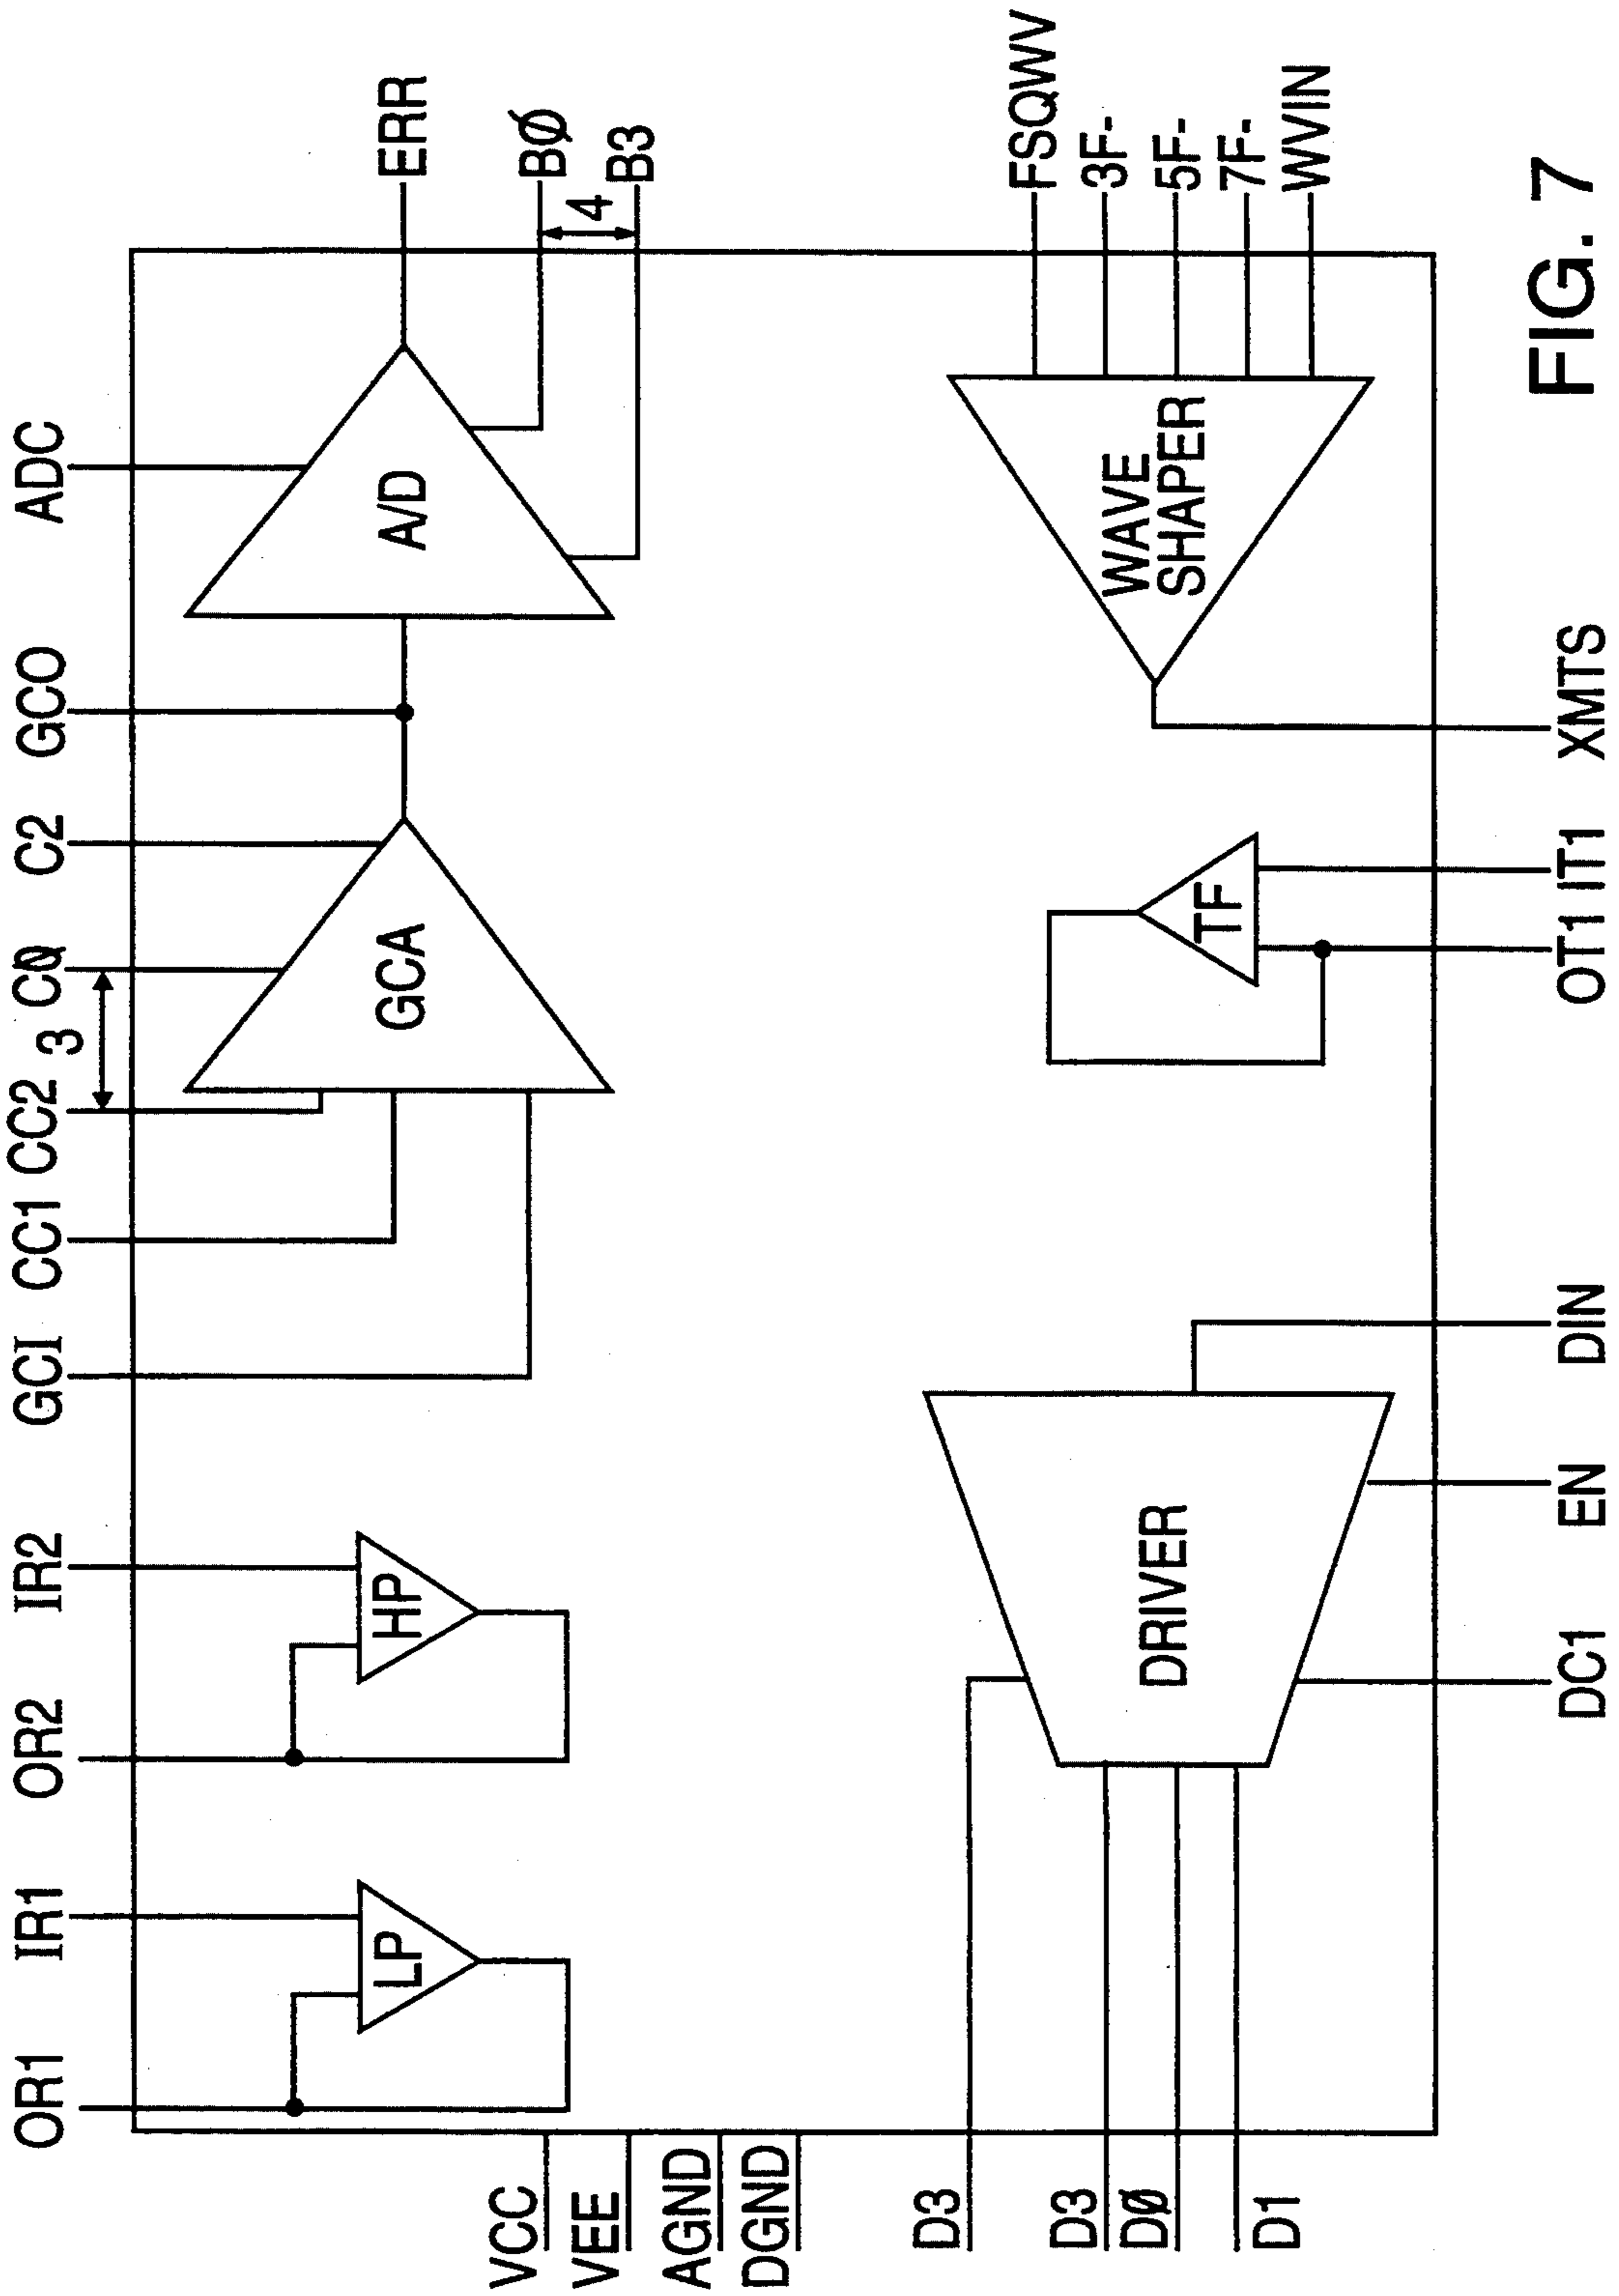 OR1
IR1
OR2
IR2
GCI
CC1
CC2
3
CØ
C2
GCO
ADC
LP
HP
GCA
A/D
ERR
BØ
4
B3
VCC
VEE
AGND
DGND
D3
D3
DØ
D1
DRIVER
TF
WAVE
SHAPER
FSQWV
3F-
5F-
7F-
WVIN
DC1
EN
DIN
OT1
IT1
XMTS
FIG. 7